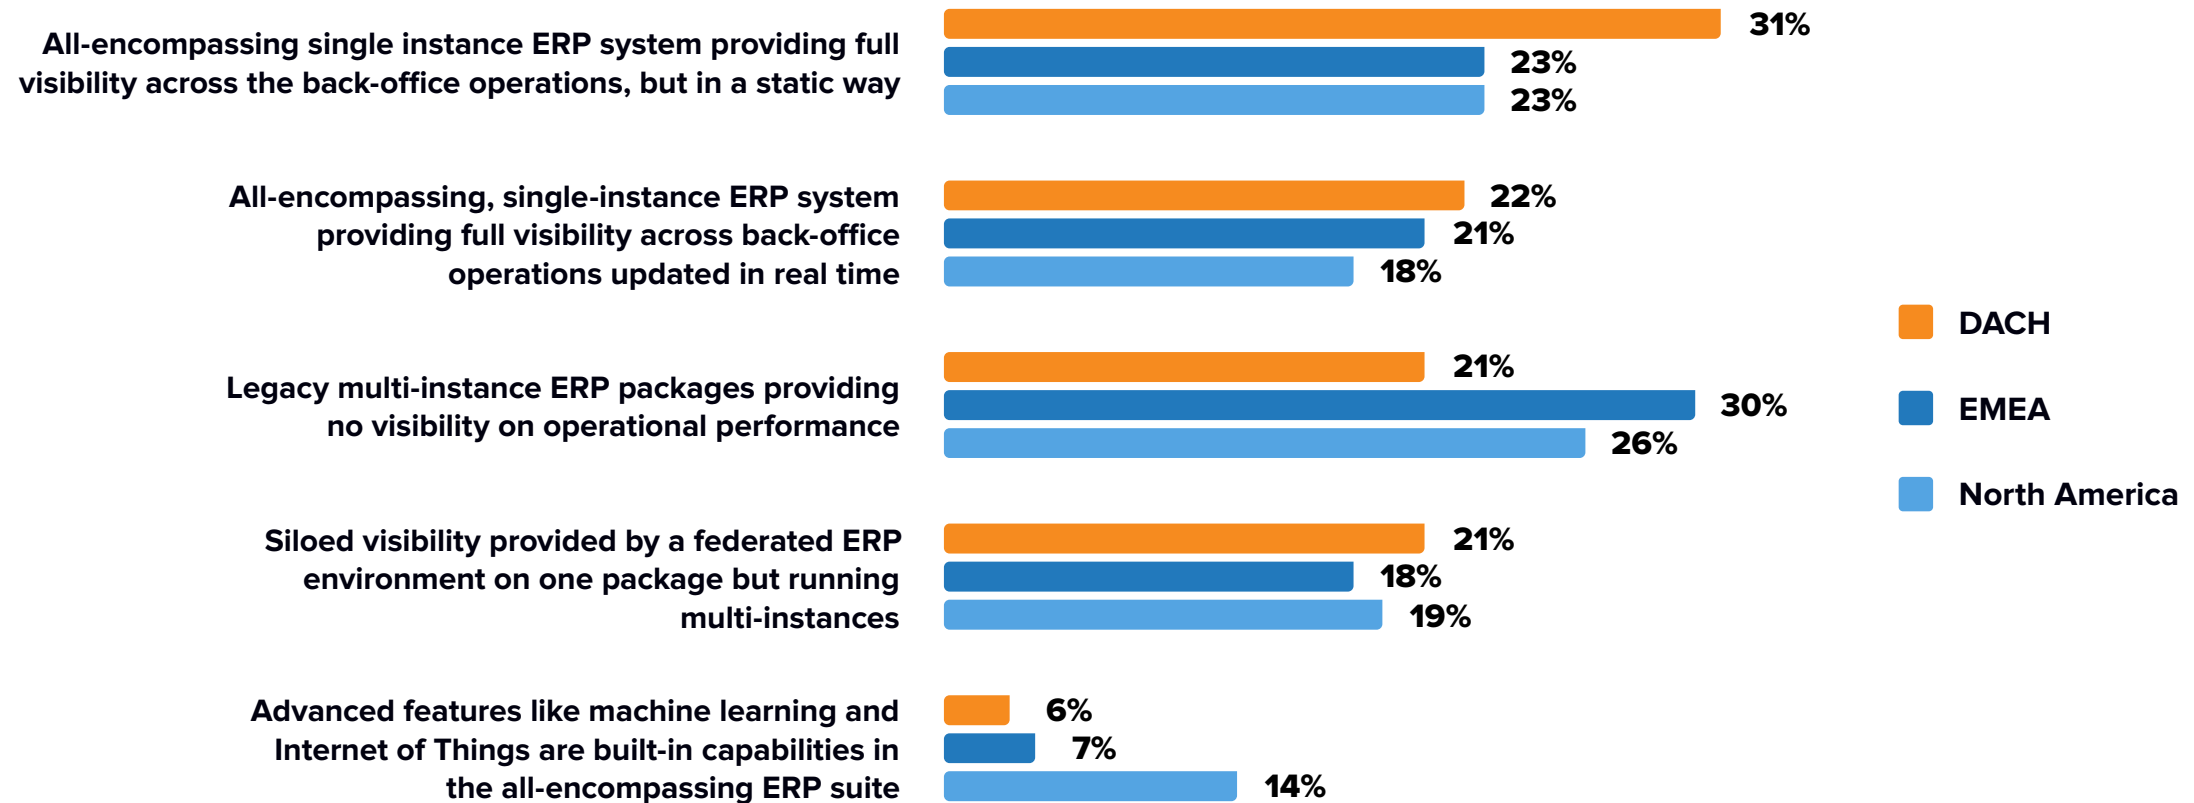 All-encompassing single instance ERP system providing full
visibility across the back-office operations, but in a static way
31%
23%
23%
All-encompassing, single-instance ERP system
providing full visibility across back-office
operations updated in real time
22%
21%
18%
Legacy multi-instance ERP packages providing
no visibility on operational performance
21%
30%
26%
Siloed visibility provided by a federated ERP
environment on one package but running
multi-instances
21%
18%
19%
Advanced features like machine learning and
Internet of Things are built-in capabilities in
the all-encompassing ERP suite
6%
7%
14%
DACH
EMEA
North America